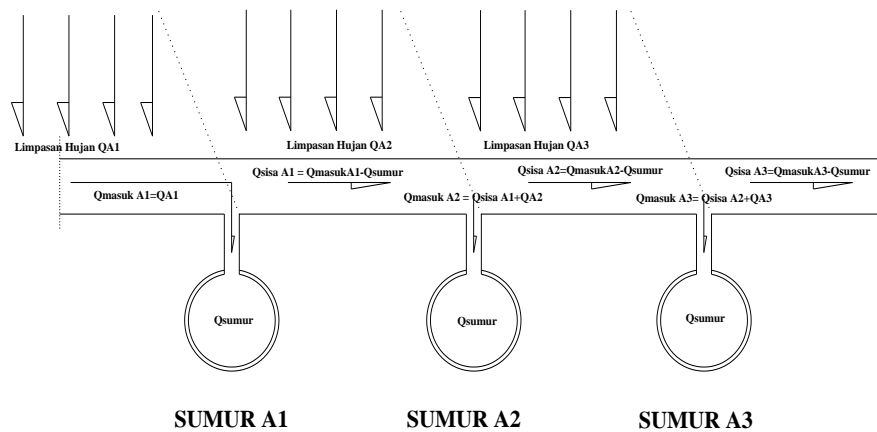 Limpasan Hujan QA1
Limpasan Hujan QA2
Limpasan Hujan QA3
Qsisa A1 = QmasukA1-Qsumur
Qsisa A2=QmasukA2-Qsumur
Qsisa A3=QmasukA3-Qsumur
Qmasuk A1=QA1
Qmasuk A2 = Qsisa A1+QA2
Qmasuk A3= Qsisa A2+QA3
Qsumur
Qsumur
Qsumur
SUMUR A1
SUMUR A2
SUMUR A3